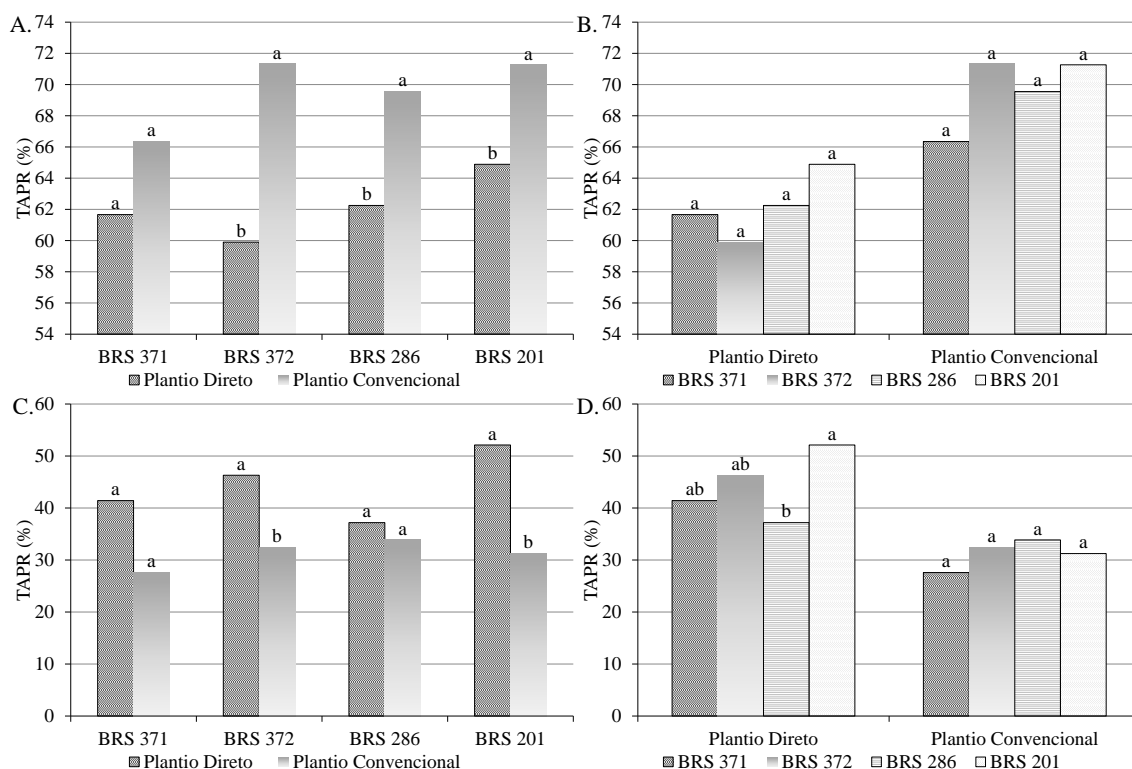 A.
TAPR (%)
74
72
70
68
66
64
62
60
58
56
54
a
a
b
a
b
a
b
a
BRS 371
BRS 372
BRS 286
BRS 201
Plantio Direto
Plantio Convencional
B.
TAPR (%)
74
72
70
68
66
64
62
60
58
56
54
a
a
a
a
a
a
a
a
Plantio Direto
Plantio Convencional
BRS 371
BRS 372
BRS 286
BRS 201
C.
TAPR (%)
60
50
40
30
20
10
0
a
a
a
b
a
a
a
b
BRS 371
BRS 372
BRS 286
BRS 201
Plantio Direto
Plantio Convencional
D.
TAPR (%)
60
50
40
30
20
10
0
ab
ab
b
a
a
a
a
a
Plantio Direto
Plantio Convencional
BRS 371
BRS 372
BRS 286
BRS 201